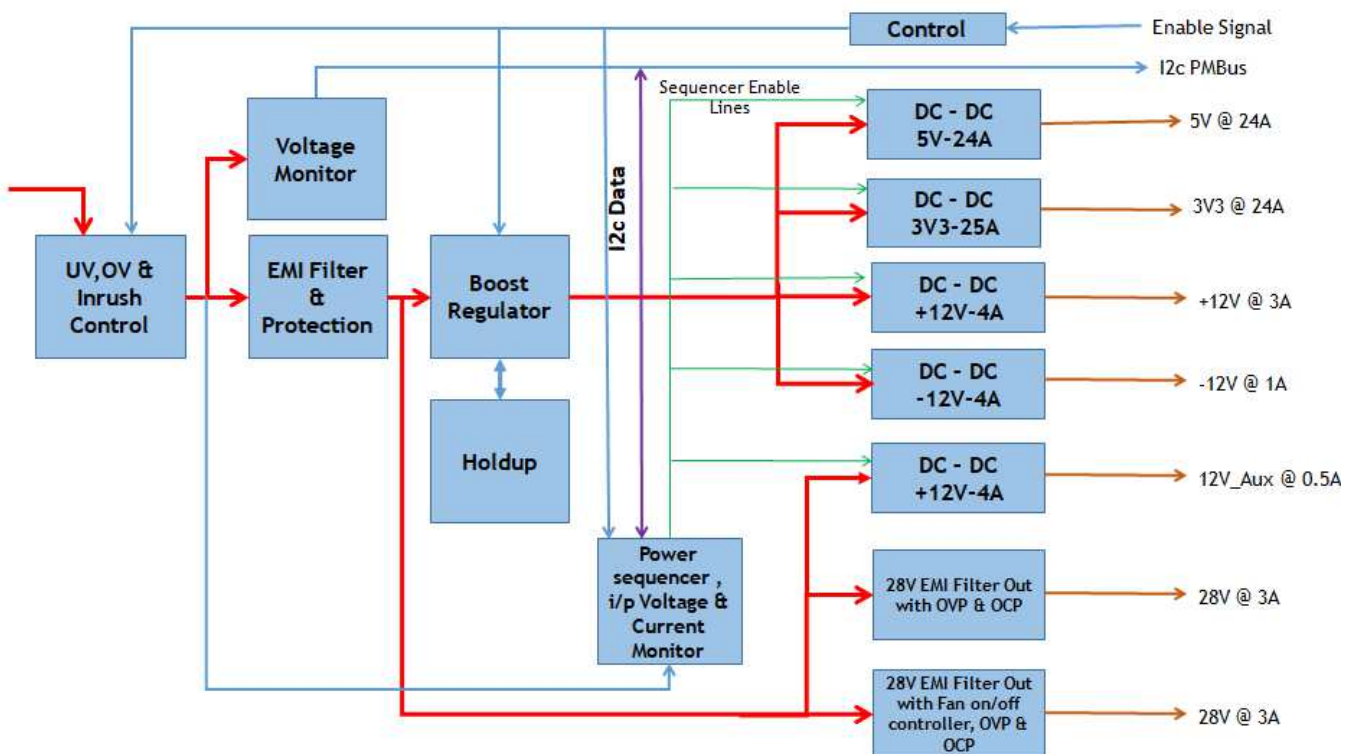 Control
Enable Signal
I2c PMBus
Sequencer Enable
Lines
Voltage
Monitor
DC - DC
5V-24A
5V @ 24A
I2c Data
DC - DC
3V3-25A
3V3 @ 24A
UV,OV &
Inrush
Control
EMI Filter
&
Protection
Boost
Regulator
DC - DC
+12V-4A
+12V @ 3A
DC - DC
-12V-4A
-12V @ 1A
Holdup
DC - DC
+12V-4A
12V_Aux @ 0.5A
Power
sequencer ,
i/p Voltage &
Current
Monitor
28V EMI Filter Out
with OVP & OCP
28V @ 3A
28V EMI Filter Out
with Fan on/off
controller, OVP &
OCP
28V @ 3A